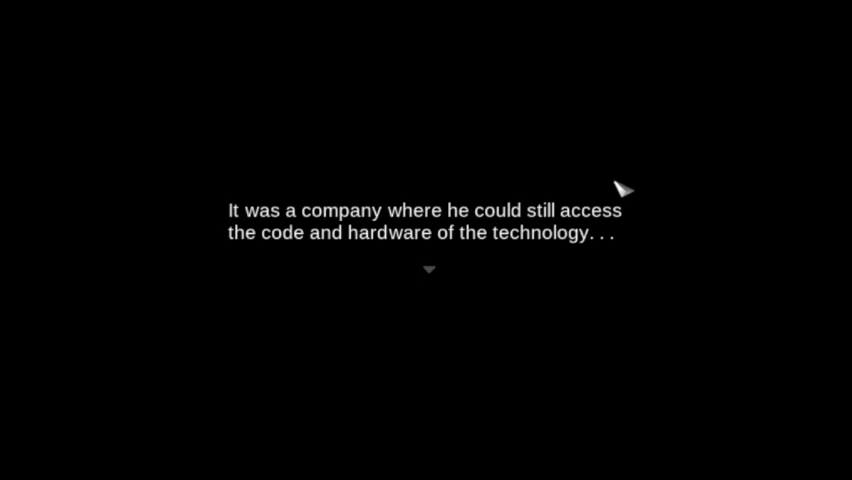 It was a company where he could still access
the code and hardware of the technology. . .